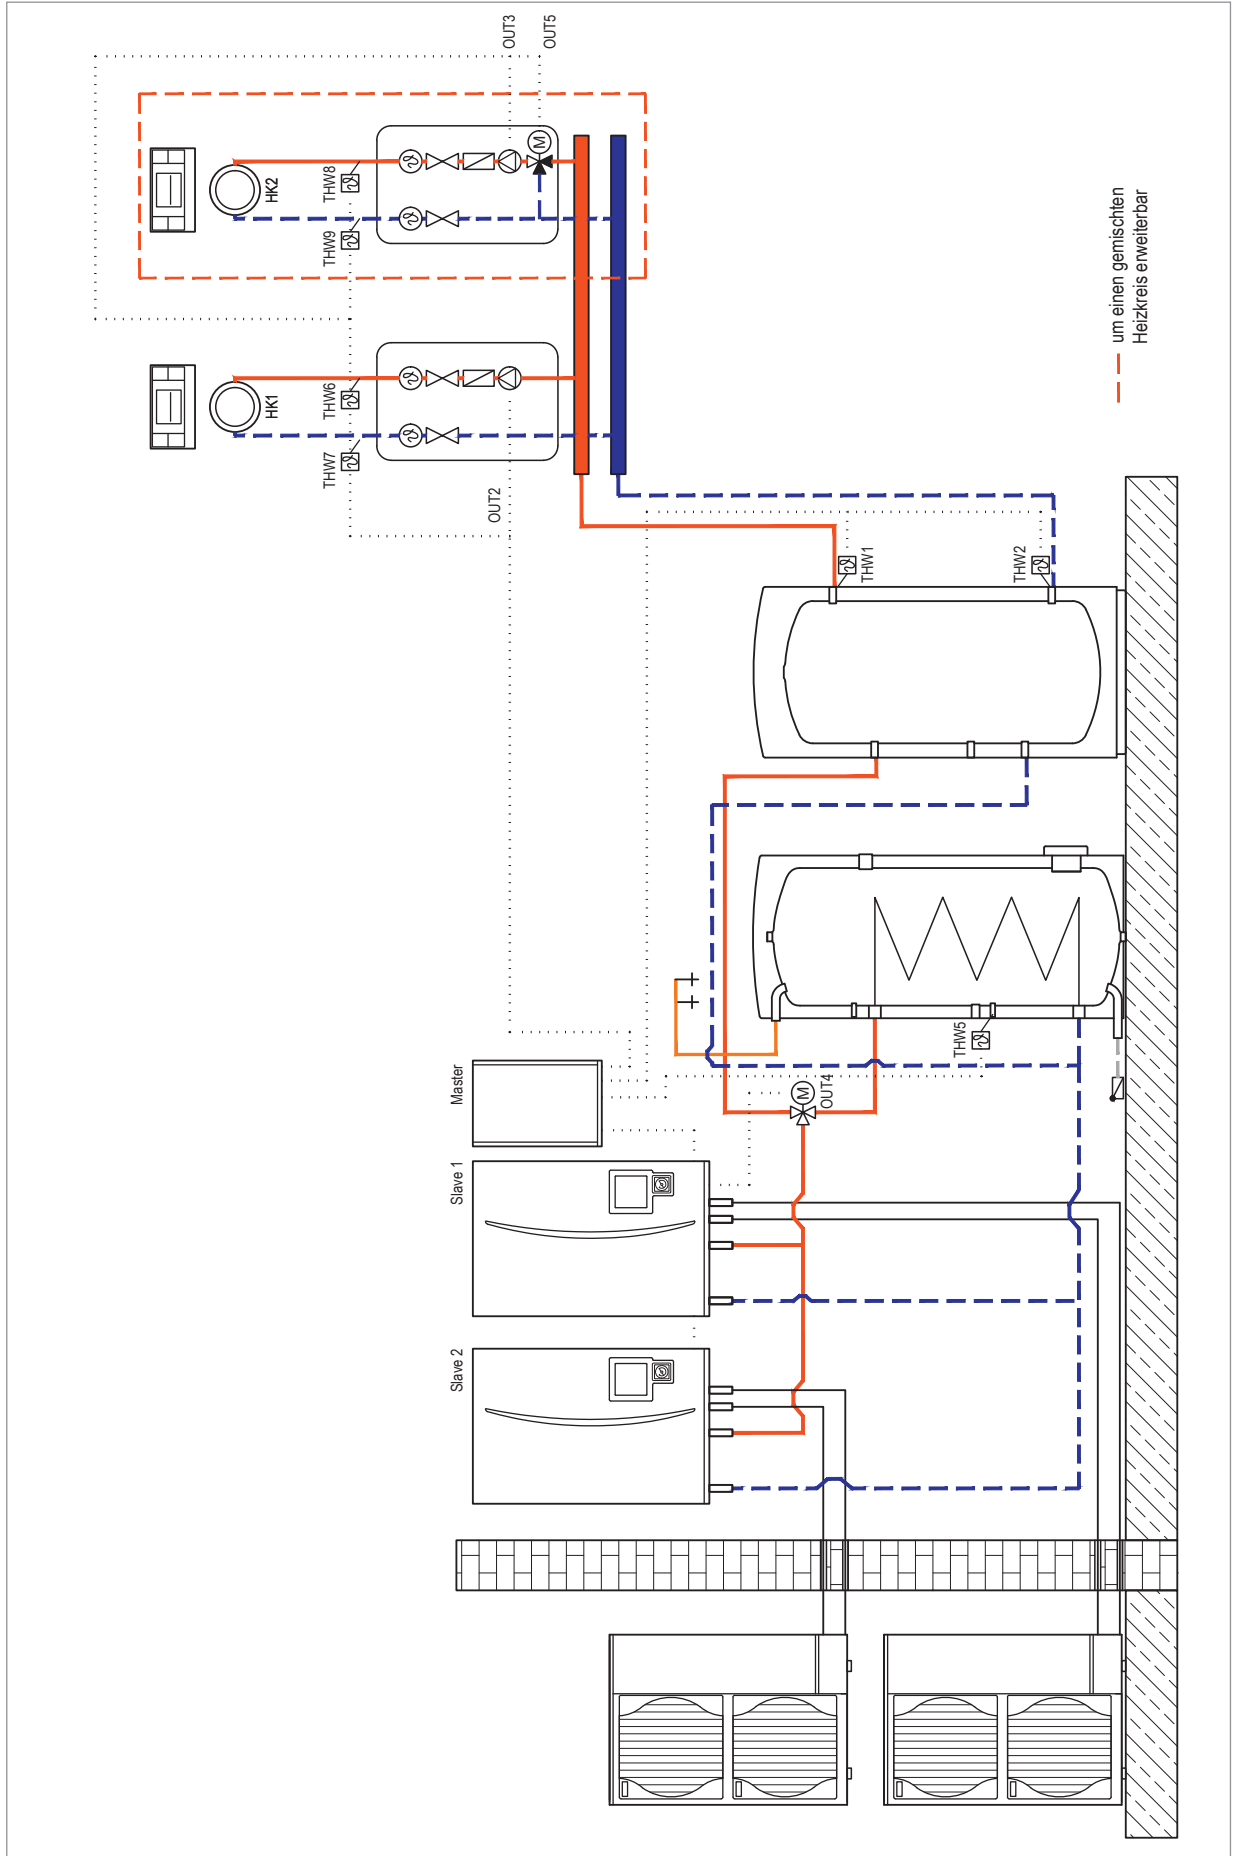 Slave 2
Slave 1
Master
OUT4
M
THW5
THW1
THW2
OUT2
HK1
THW7
THW6
HK2
THW9
THW8
M
OUT3
OUT5
um einen gemischten
Heizkreis erweiterbar